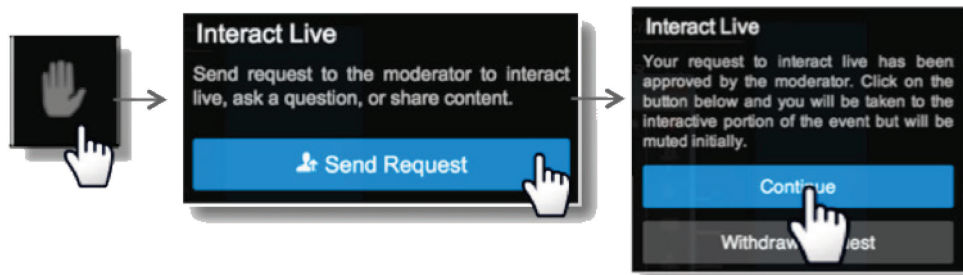 Interact Live
Send request to the moderator to interact
live, ask a question, or share content.
Send Request
Interact Live
Your request to interact live has been
approved by the moderator. Click on the
button below and you will be taken to the
interactive portion of the event but will be
muted initially.
Continue